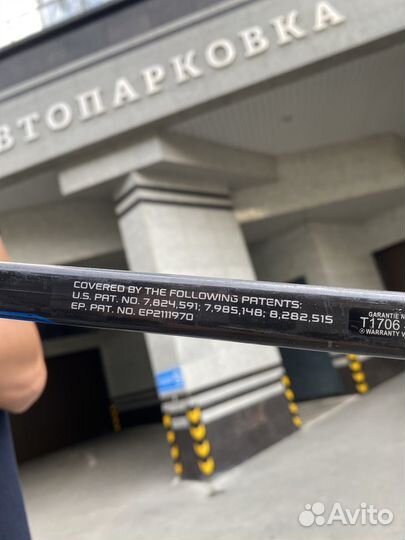 АВТОПАРКОВКА
COVERED BY THE FOLLOWING PATENTS:
U.S. PAT. NO. 7,824,591; 7,985,148; 8,282,515
EP. PAT. NO. EP2111970
GARANTIE N
T1706
WARRANTY
Avito